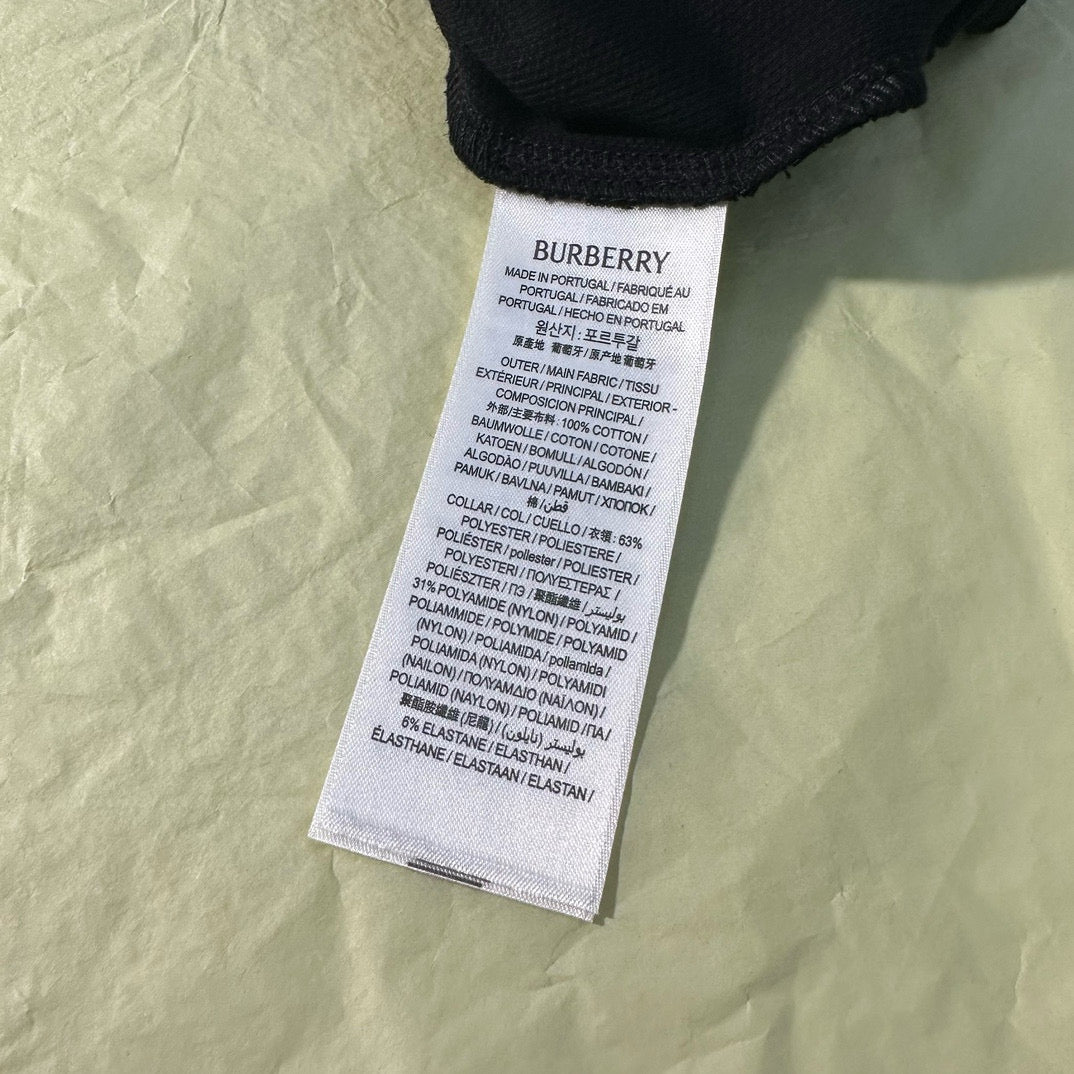 BURBERRY
MADE IN PORTUGAL / FABRIQUÉ AU
PORTUGAL / FABRICADO EM
PORTUGAL / HECHO EN PORTUGAL
원산지 : 포르투갈
原產地 葡萄牙 / 原产地 葡萄牙
OUTER / MAIN FABRIC / TISSU
EXTÉRIEUR / PRINCIPAL / EXTERIOR -
COMPOSICION PRINCIPAL /
外部/主要布料 : 100% COTTON /
BAUMWOLLE / COTON / COTONE /
KATOEN / BOMULL / ALGODÓN /
ALGODÃO / PUUVILLA / BAMBAKI /
PAMUK / BAVLNA / PAMUT / ХПОПОК /
棉 / قطن
COLLAR / COL / CUELLO / 衣領 : 63%
POLYESTER / POLIESTERE /
POLIÉSTER / poliester / POLIESTER /
POLYESTERI / ΠΟΛΥΕΣΤΕΡΑΣ /
POLIÉSZTER / ПЭ / 聚酯纖維 / بوليستر
31% POLYAMIDE (NYLON) / POLYAMID /
POLIAMMIDE / POLYMIDE / POLYAMID
(NYLON) / POLIAMIDA / poliamida /
POLIAMIDA (NYLON) / POLYAMIDI
(NAILON) / ΠΟΛΥΑΜΔΙΟ (ΝΑΪΛΟΝ) /
POLIAMID (NAYLON) / POLIAMID / ПА /
聚酯胺纖維 (尼龍) / بوليستر (نايلون)
6% ELASTANE / ELASTHAN /
ÉLASTHANE / ELASTAAN / ELASTAN /